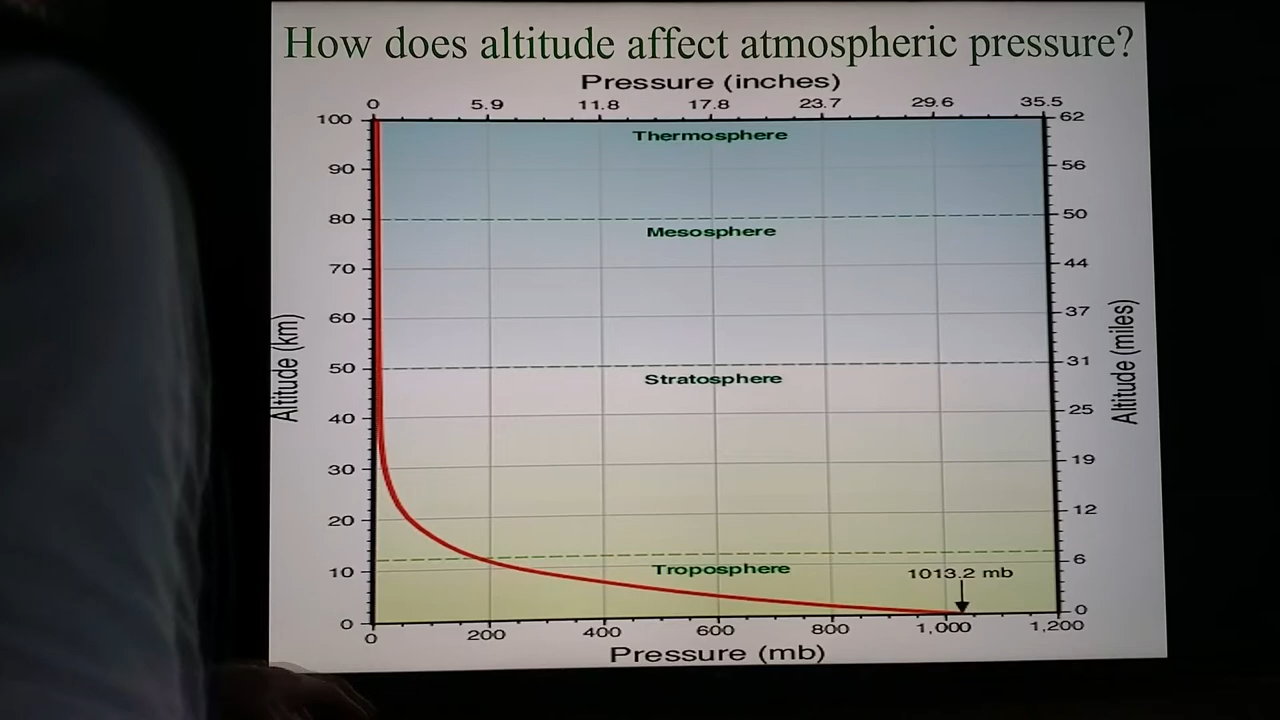 How does altitude affect atmospheric pressure?
Pressure (inches)
0 5.9 11.8 17.8 23.7 29.6 35.5
100 62
Thermosphere
90 56
80 50
Mesosphere
70 44
60 37
Altitude (km)
Altitude (miles)
50 31
Stratosphere
40 25
30 19
20 12
6
10
Troposphere
1013.2 mb
0 0
0 200 400 600 800 1,000 1,200
Pressure (mb)